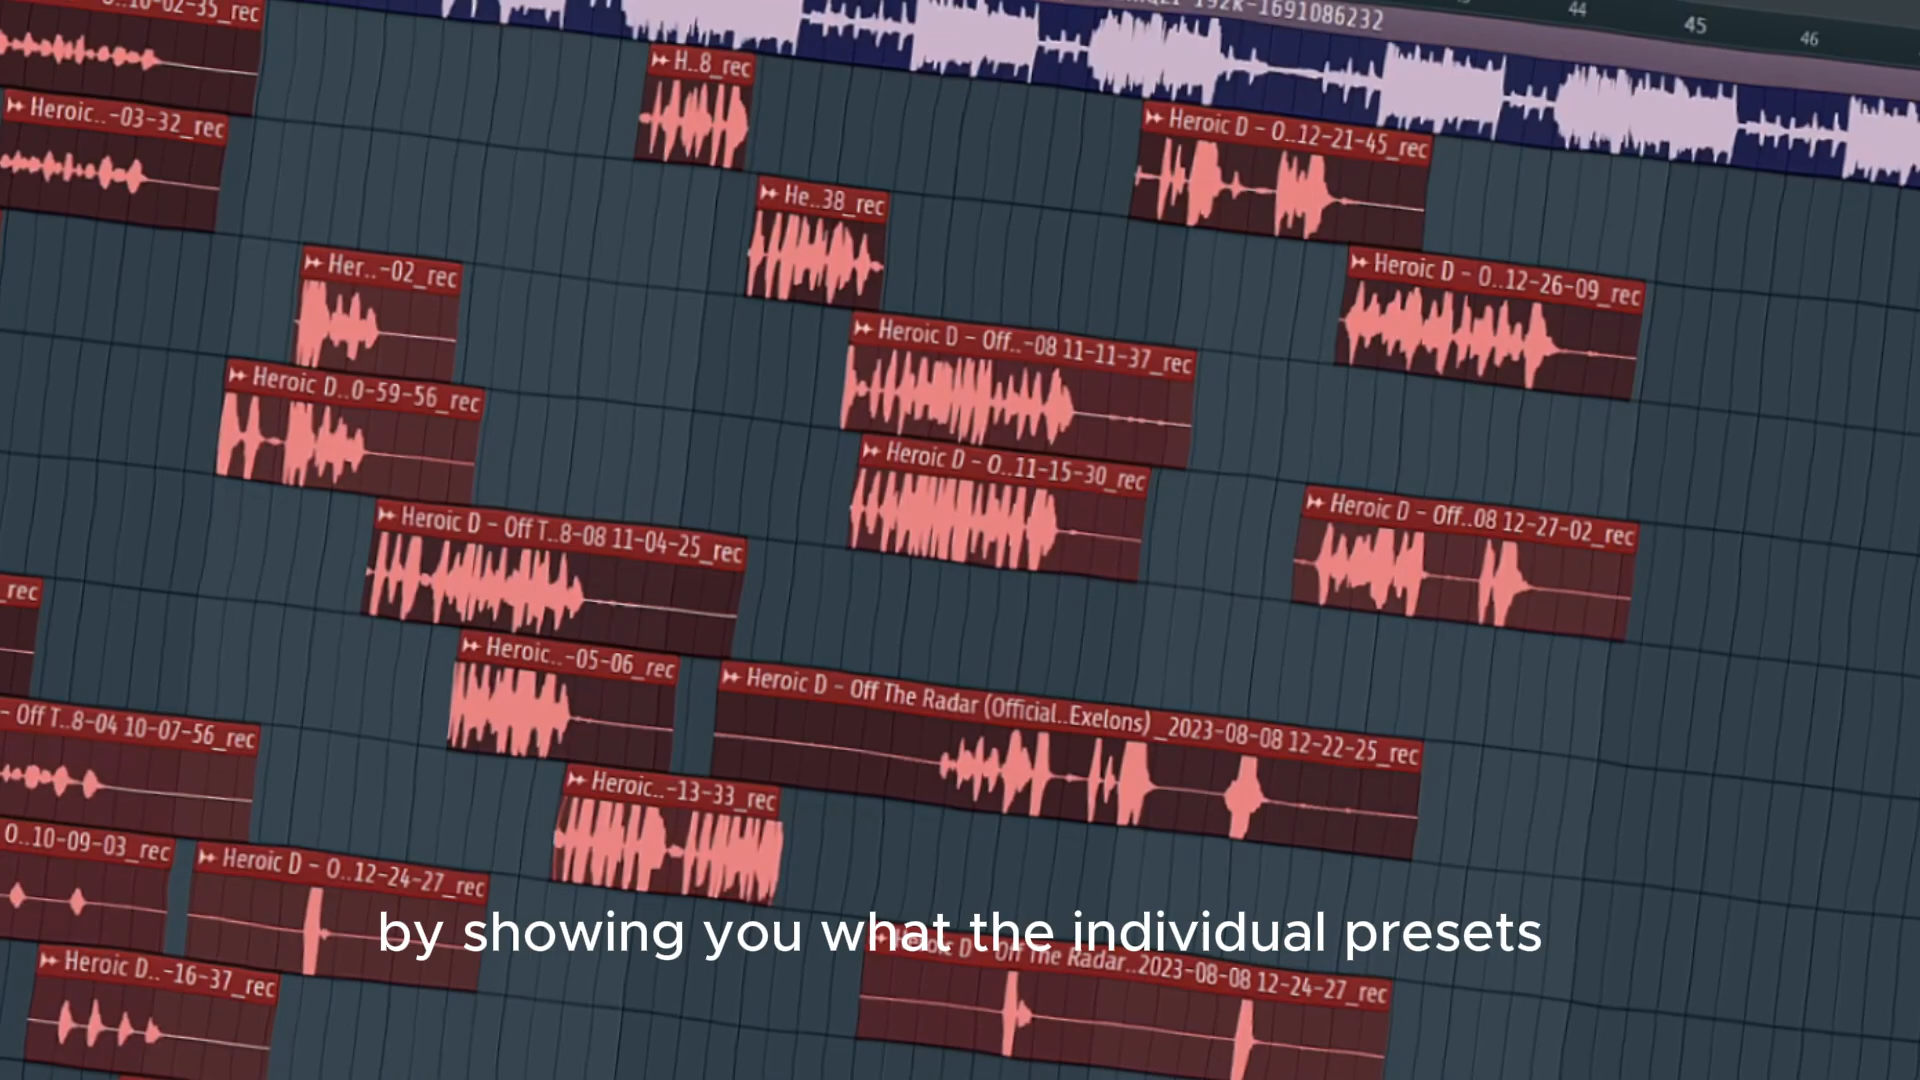 0..10-02-35_rec
192k-1691086232
44
45
46
H..8_rec
Heroic..-03-32_rec
Heroic D - O..12-21-45_rec
He..38_rec
Her..-02_rec
Heroic D - O..12-26-09_rec
Heroic D - Off..-08 11-11-37_rec
Heroic D..0-59-56_rec
Heroic D - O..11-15-30_rec
Heroic D - Off..08 12-27-02_rec
Heroic D - Off T..8-08 11-04-25_rec
_rec
Heroic..-05-06_rec
Heroic D - Off The Radar (Official..Exelons) _2023-08-08 12-22-25_rec
- Off T..8-04 10-07-56_rec
Heroic..-13-33_rec
O..10-09-03_rec
Heroic D - O..12-24-27_rec
by showing you what the individual presets
Heroic D - Off The Radar..2023-08-08 12-24-27_rec
Heroic D..-16-37_rec